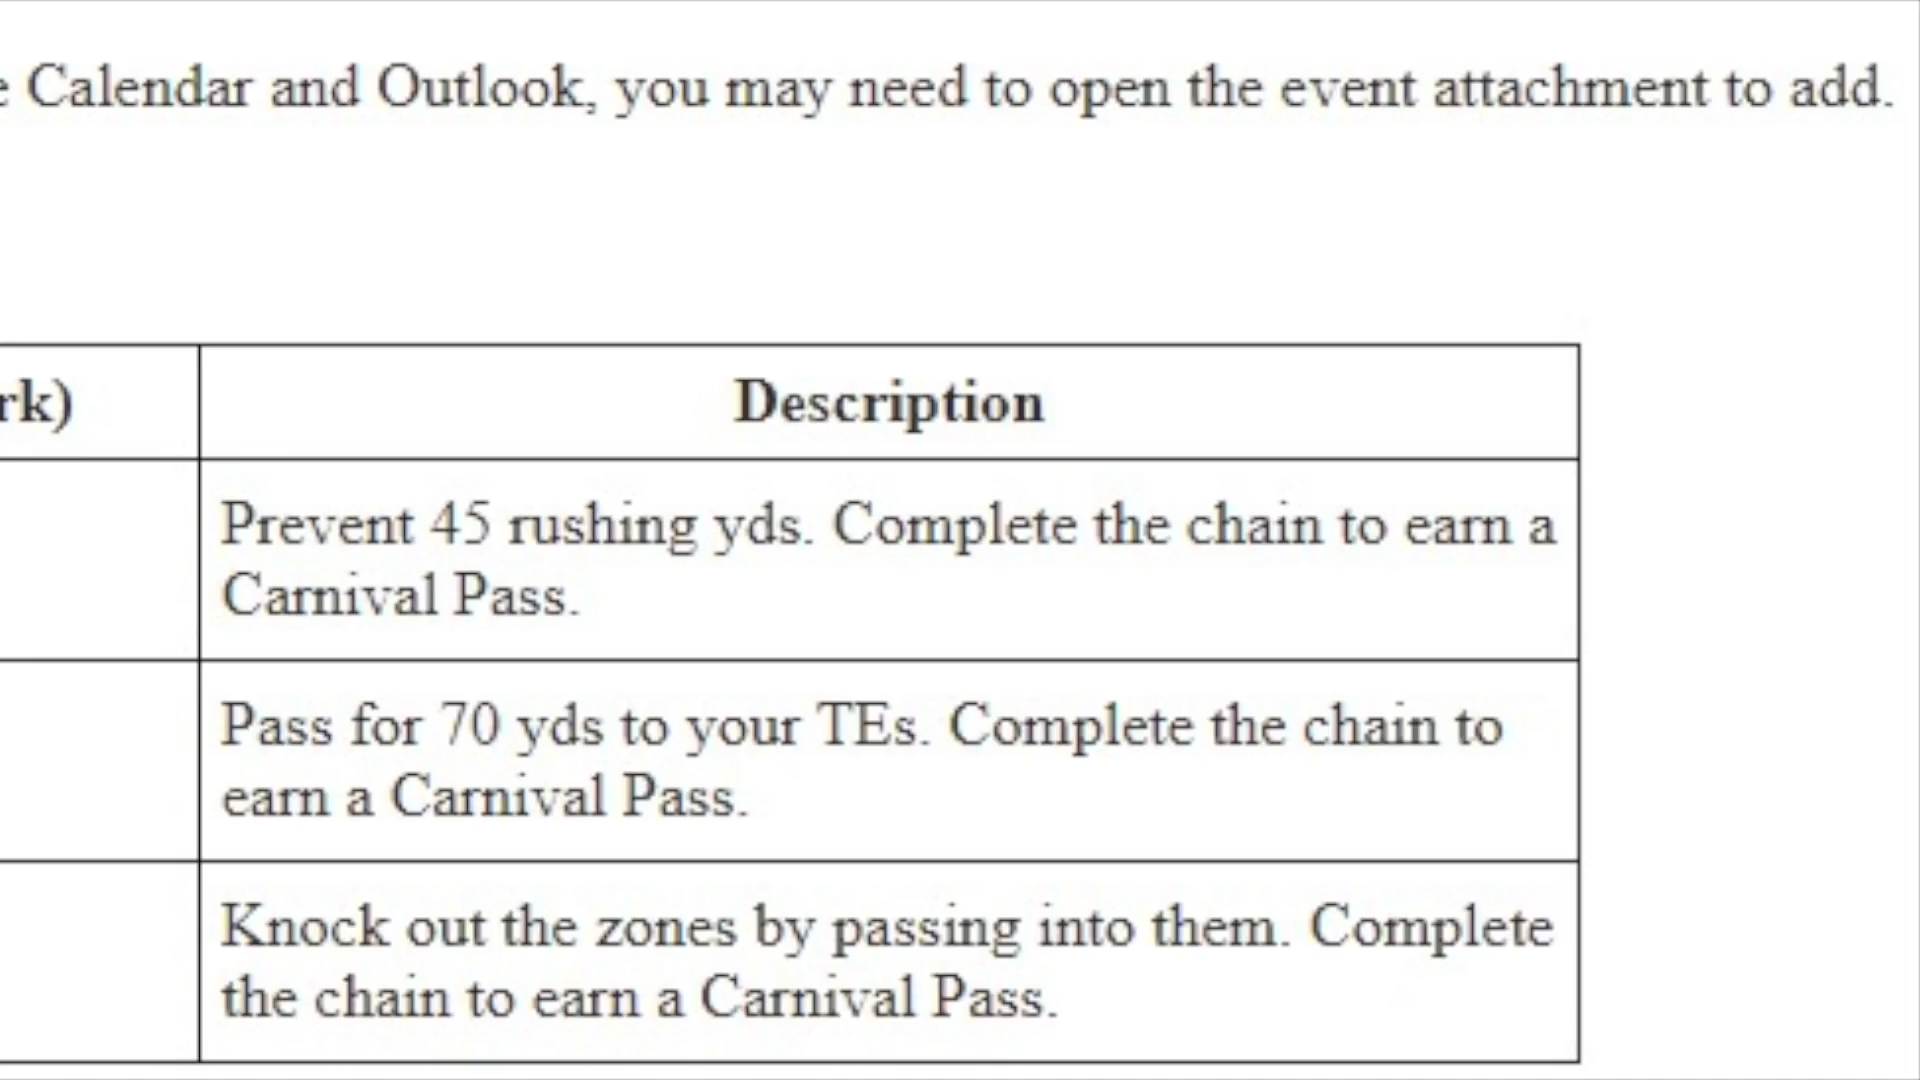 e Calendar and Outlook, you may need to open the event attachment to add.
rk)
Description
Prevent 45 rushing yds. Complete the chain to earn a
Carnival Pass.
Pass for 70 yds to your TEs. Complete the chain to
earn a Carnival Pass.
Knock out the zones by passing into them. Complete
the chain to earn a Carnival Pass.